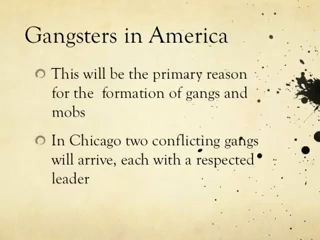 Gangsters in America
This will be the primary reason
for the formation of gangs and
mobs
In Chicago two conflicting gangs
will arrive, each with a respected
leader